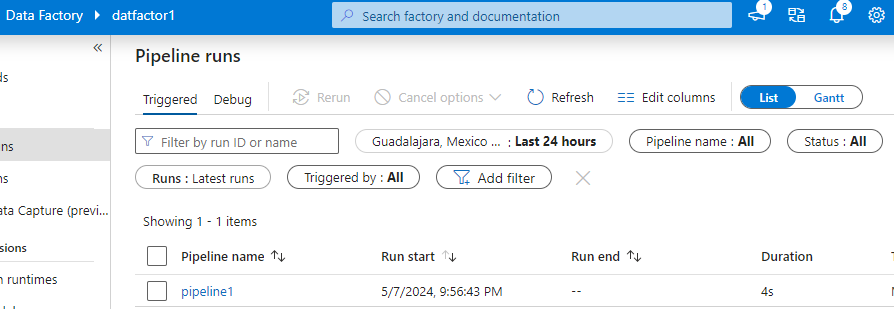 Data Factory > datfactor1
Search factory and documentation
1
8
«
Pipeline runs
Triggered
Debug
Rerun
Cancel options
Refresh
Edit columns
List
Gantt
Filter by run ID or name
Guadalajara, Mexico ... : Last 24 hours
Pipeline name : All
Status : All
Runs : Latest runs
Triggered by : All
Add filter
ata Capture (previ...
Showing 1 - 1 items
sions
Pipeline name
Run start
Run end
Duration
runtimes
pipeline1
5/7/2024, 9:56:43 PM
--
4s